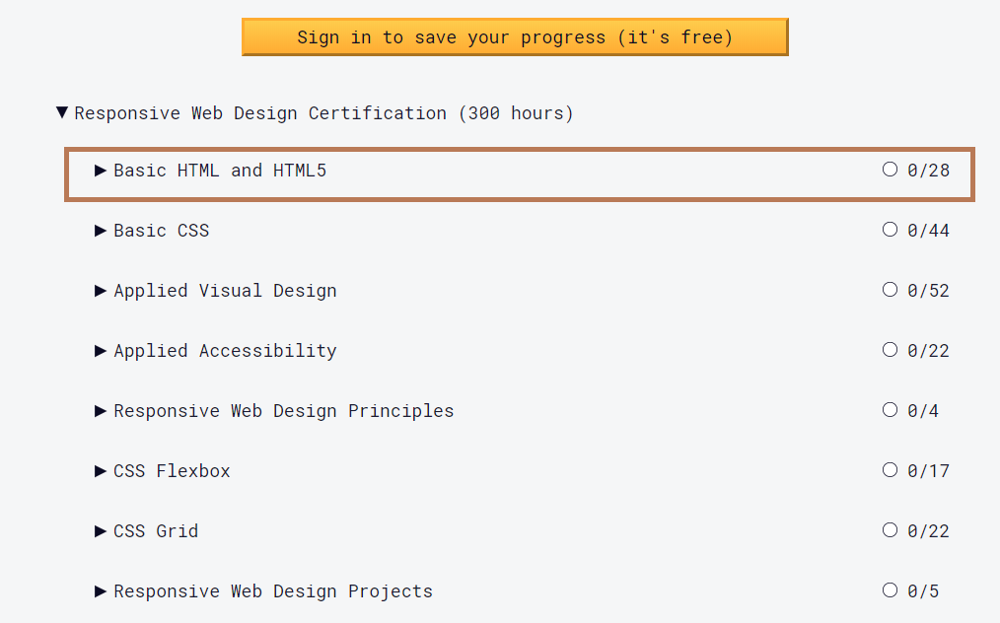 Sign in to save your progress (it's free)
Responsive Web Design Certification (300 hours)
Basic HTML and HTML5 0/28
Basic CSS 0/44
Applied Visual Design 0/52
Applied Accessibility 0/22
Responsive Web Design Principles 0/4
CSS Flexbox 0/17
CSS Grid 0/22
Responsive Web Design Projects 0/5